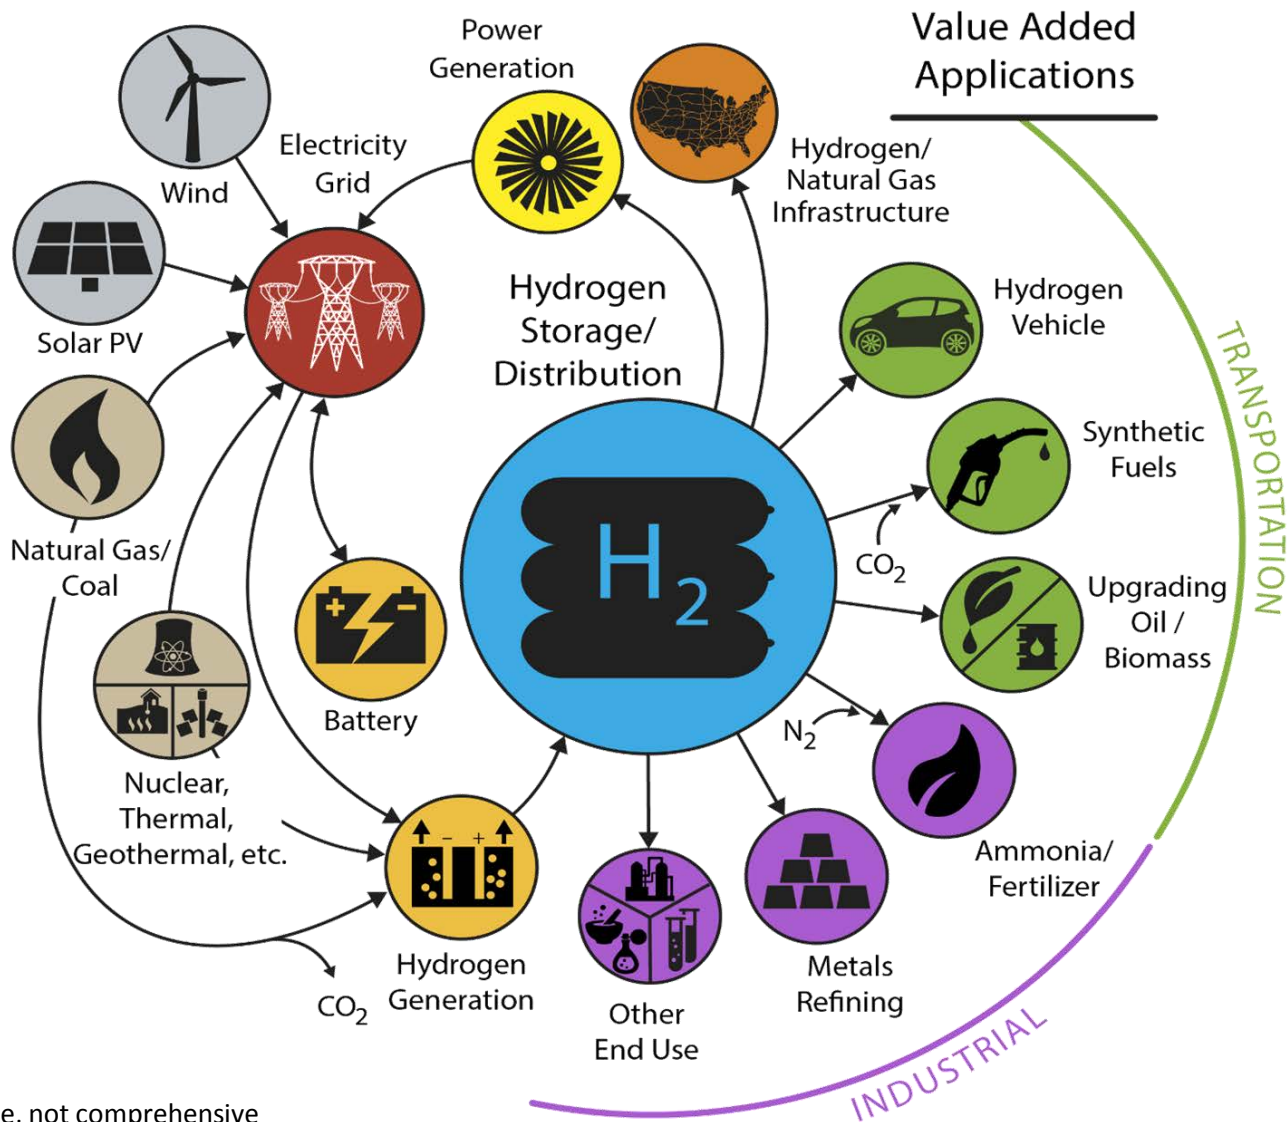 Value Added
Applications
Power
Generation
Electricity
Grid
Wind
Hydrogen/
Natural Gas
Infrastructure
Solar PV
Hydrogen
Storage/
Distribution
Hydrogen
Vehicle
TRANSPORTATION
Synthetic
Fuels
H2
CO2
Natural Gas/
Coal
Upgrading
Oil /
Biomass
+ −
Battery
N2
Nuclear,
Thermal,
Geothermal, etc.
− +
Ammonia/
Fertilizer
Hydrogen
Generation
CO2
Metals
Refining
Other
End Use
INDUSTRIAL
e, not comprehensive